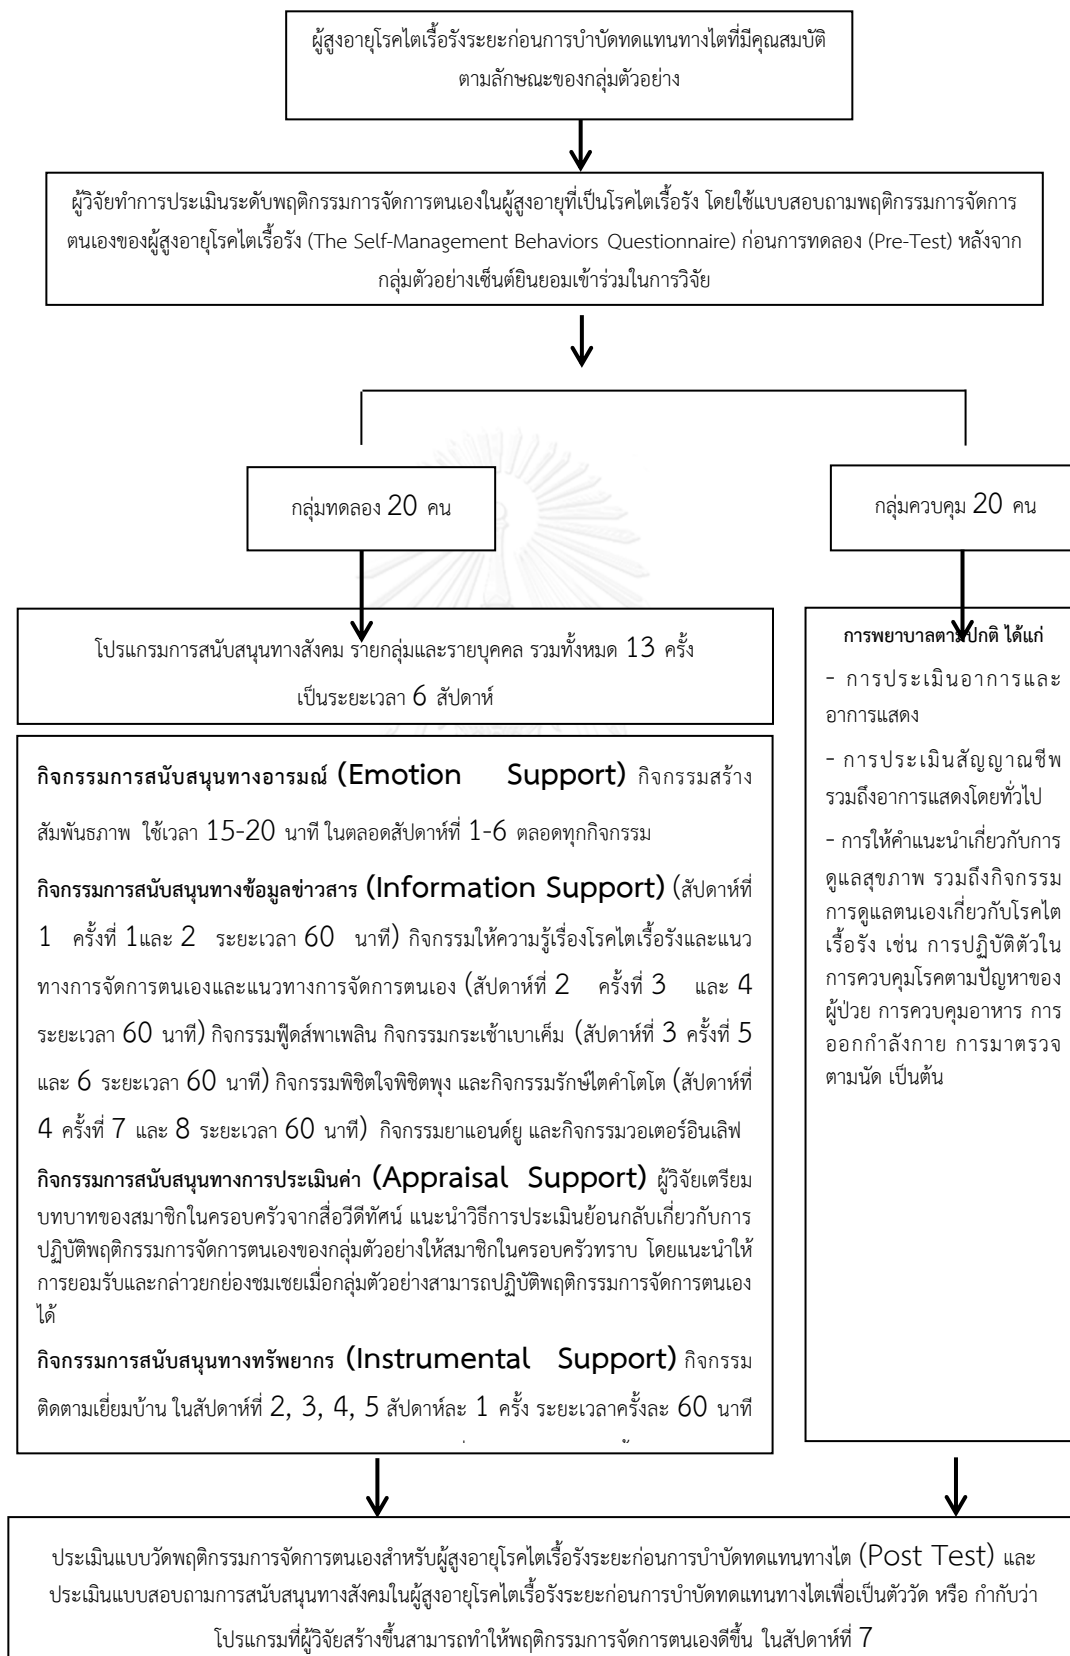 ผู้สูงอายุโรคไตเรื้อรังระยะก่อนการบำบัดทดแทนทางไตที่มีคุณสมบัติ
ตามลักษณะของกลุ่มตัวอย่าง
ผู้วิจัยทำการประเมินระดับพฤติกรรมการจัดการตนเองในผู้สูงอายุที่เป็นโรคไตเรื้อรัง โดยใช้แบบสอบถามพฤติกรรมการจัดการ
ตนเองของผู้สูงอายุโรคไตเรื้อรัง (The Self-Management Behaviors Questionnaire) ก่อนการทดลอง (Pre-Test) หลังจาก
กลุ่มตัวอย่างเซ็นต์ยินยอมเข้าร่วมในการวิจัย
กลุ่มทดลอง 20 คน
กลุ่มควบคุม 20 คน
โปรแกรมการสนับสนุนทางสังคม รายกลุ่มและรายบุคคล รวมทั้งหมด 13 ครั้ง
เป็นระยะเวลา 6 สัปดาห์
กิจกรรมการสนับสนุนทางอารมณ์ (Emotion Support) กิจกรรมสร้าง
สัมพันธภาพ ใช้เวลา 15-20 นาที ในตลอดสัปดาห์ที่ 1-6 ตลอดทุกกิจกรรม
กิจกรรมการสนับสนุนทางข้อมูลข่าวสาร (Information Support) (สัปดาห์ที่
1 ครั้งที่ 1และ 2 ระยะเวลา 60 นาที) กิจกรรมให้ความรู้เรื่องโรคไตเรื้อรังและแนว
ทางการจัดการตนเองและแนวทางการจัดการตนเอง (สัปดาห์ที่ 2 ครั้งที่ 3 และ 4
ระยะเวลา 60 นาที) กิจกรรมฟู๊ดส์พาเพลิน กิจกรรมกระเช้าเบาเค็ม (สัปดาห์ที่ 3 ครั้งที่ 5
และ 6 ระยะเวลา 60 นาที) กิจกรรมพิชิตใจพิชิตพุง และกิจกรรมรักษ์ไตคำโตโต (สัปดาห์ที่
4 ครั้งที่ 7 และ 8 ระยะเวลา 60 นาที) กิจกรรมยาแอนด์ยู และกิจกรรมวอเตอร์อินเลิฟ
กิจกรรมการสนับสนุนทางการประเมินค่า (Appraisal Support) ผู้วิจัยเตรียม
บทบาทของสมาชิกในครอบครัวจากสื่อวีดีทัศน์ แนะนำวิธีการประเมินย้อนกลับเกี่ยวกับการ
ปฏิบัติพฤติกรรมการจัดการตนเองของกลุ่มตัวอย่างให้สมาชิกในครอบครัวทราบ โดยแนะนำให้
การยอมรับและกล่าวยกย่องชมเชยเมื่อกลุ่มตัวอย่างสามารถปฏิบัติพฤติกรรมการจัดการตนเอง
ได้
กิจกรรมการสนับสนุนทางทรัพยากร (Instrumental Support) กิจกรรม
ติดตามเยี่ยมบ้าน ในสัปดาห์ที่ 2, 3, 4, 5 สัปดาห์ละ 1 ครั้ง ระยะเวลาครั้งละ 60 นาที
การพยาบาลตามปกติ ได้แก่
- การประเมินอาการและ
อาการแสดง
- การประเมินสัญญาณชีพ
รวมถึงอาการแสดงโดยทั่วไป
- การให้คำแนะนำเกี่ยวกับการ
ดูแลสุขภาพ รวมถึงกิจกรรม
การดูแลตนเองเกี่ยวกับโรคไต
เรื้อรัง เช่น การปฏิบัติตัวใน
การควบคุมโรคตามปัญหาของ
ผู้ป่วย การควบคุมอาหาร การ
ออกกำลังกาย การมาตรวจ
ตามนัด เป็นต้น
ประเมินแบบวัดพฤติกรรมการจัดการตนเองสำหรับผู้สูงอายุโรคไตเรื้อรังระยะก่อนการบำบัดทดแทนทางไต (Post Test) และ
ประเมินแบบสอบถามการสนับสนุนทางสังคมในผู้สูงอายุโรคไตเรื้อรังระยะก่อนการบำบัดทดแทนทางไตเพื่อเป็นตัววัด หรือ กำกับว่า
โปรแกรมที่ผู้วิจัยสร้างขึ้นสามารถทำให้พฤติกรรมการจัดการตนเองดีขึ้น ในสัปดาห์ที่ 7